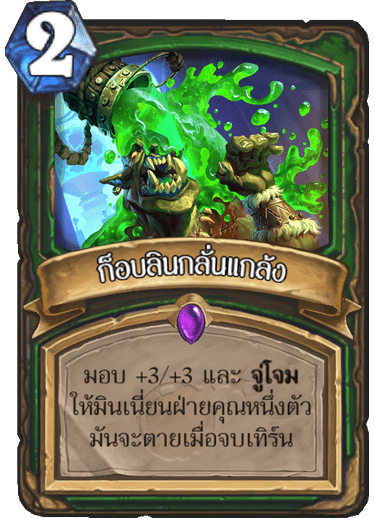 2
ก็อบลินกลั่นแกล้ง
มอบ +3/+3 และ จู่โจม
ให้มินเนี่ยนฝ่ายคุณหนึ่งตัว
มันจะตายเมื่อจบเทิร์น